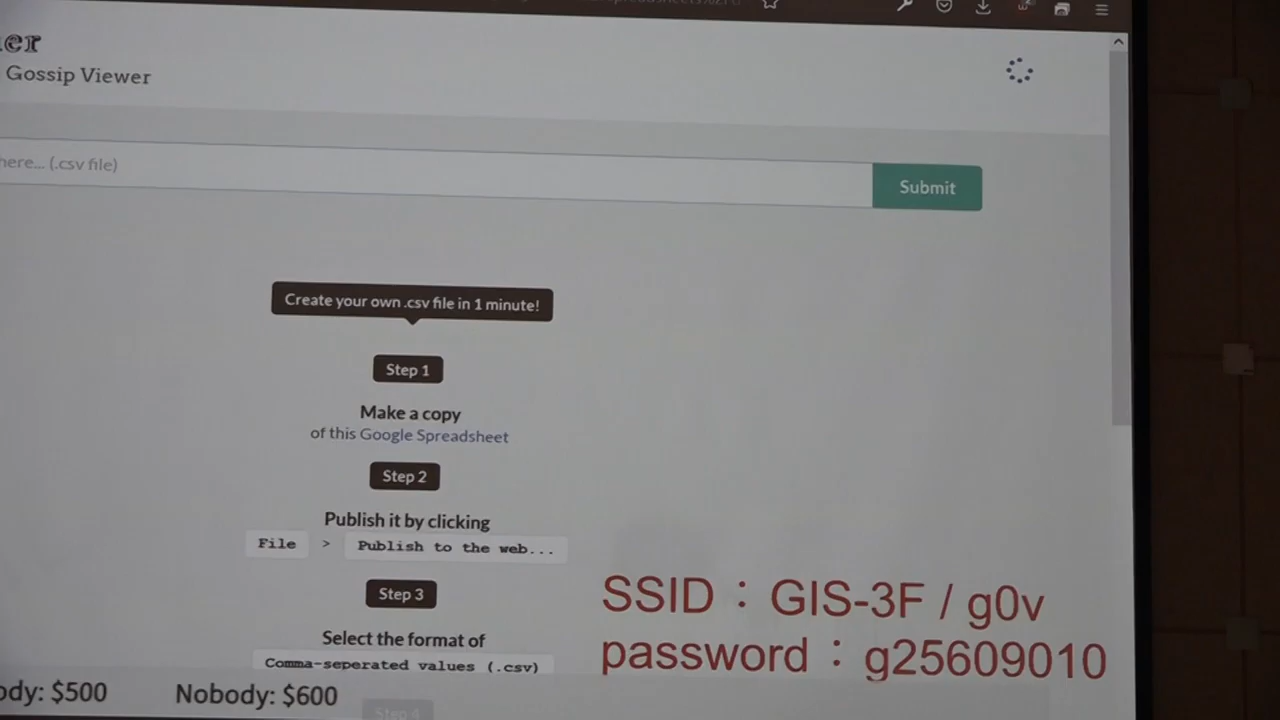 Gossip Viewer
here... (.csv file)
Submit
Create your own .csv file in 1 minute!
Step 1
Make a copy
of this Google Spreadsheet
Step 2
Publish it by clicking
File > Publish to the web...
Step 3
Select the format of
Comma-seperated values (.csv)
Step 4
SSID：GIS-3F / g0v
password：g25609010
ody: $500 Nobody: $600